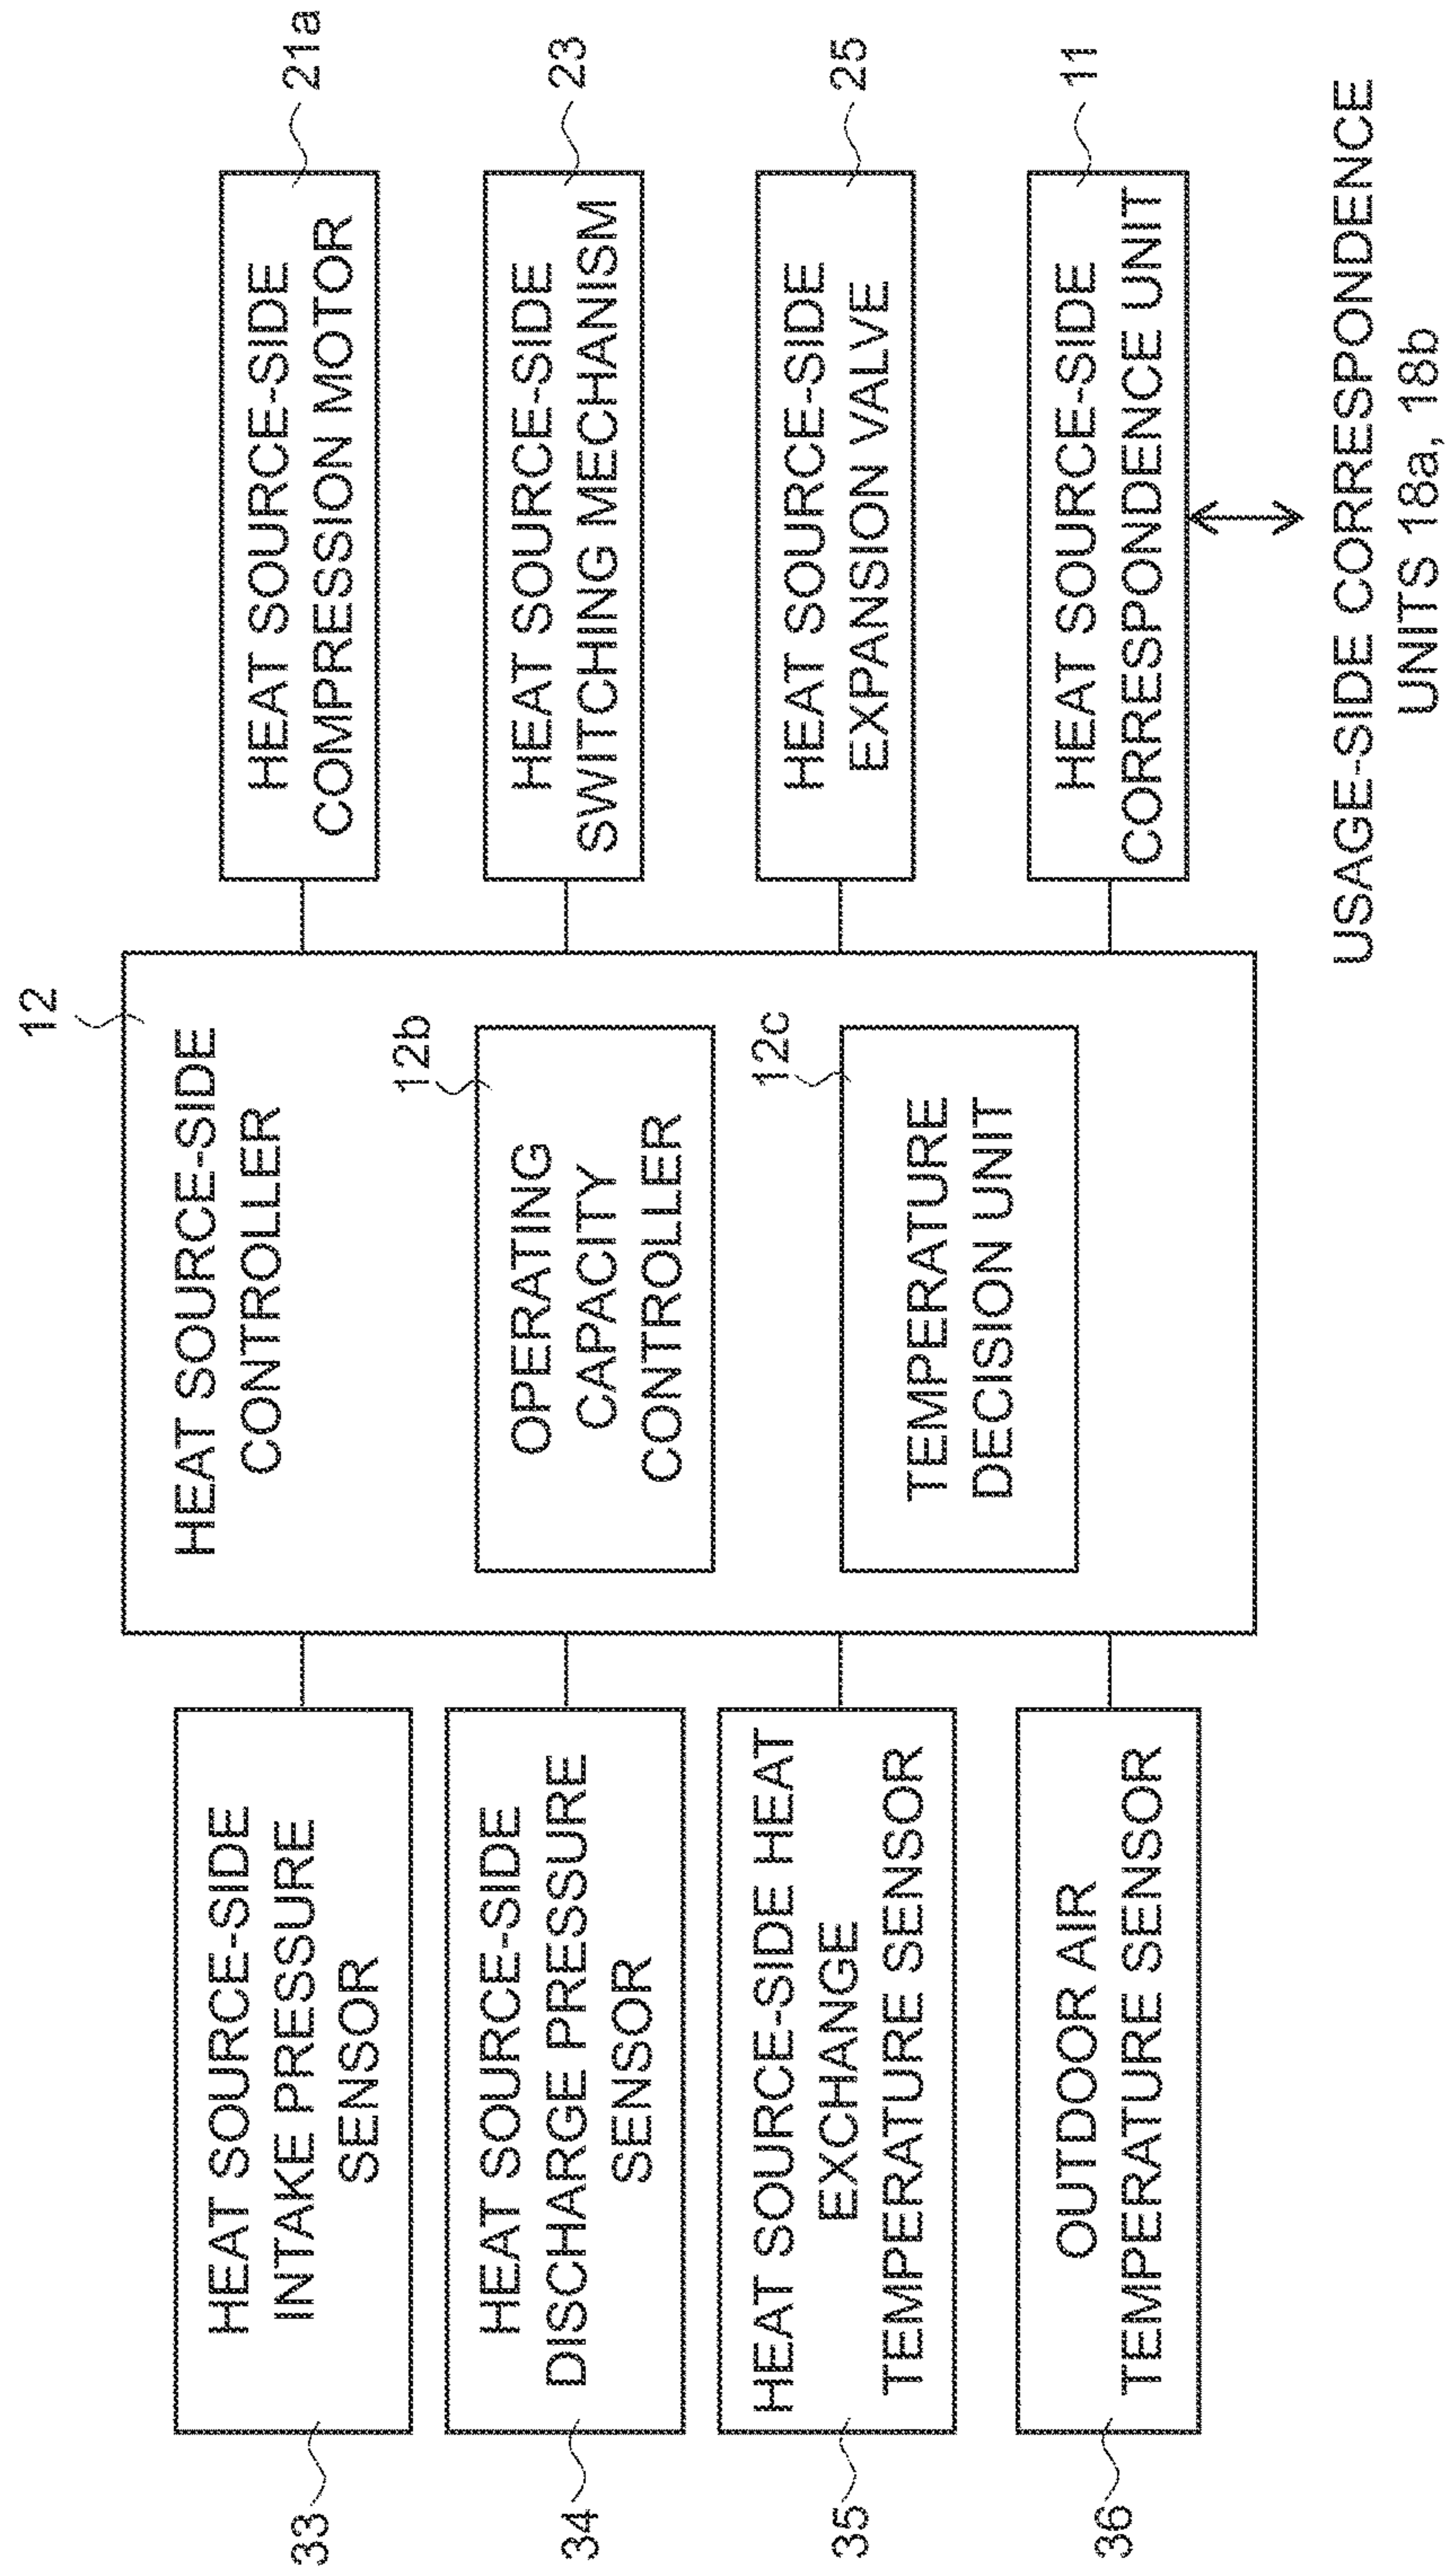 12
HEAT SOURCE-SIDE
CONTROLLER
12b
OPERATING
CAPACITY
CONTROLLER
12c
TEMPERATURE
DECISION UNIT
33
HEAT SOURCE-SIDE
INTAKE PRESSURE
SENSOR
34
HEAT SOURCE-SIDE
DISCHARGE PRESSURE
SENSOR
35
HEAT SOURCE-SIDE HEAT
EXCHANGE
TEMPERATURE SENSOR
36
OUTDOOR AIR
TEMPERATURE SENSOR
21a
HEAT SOURCE-SIDE
COMPRESSION MOTOR
23
HEAT SOURCE-SIDE
SWITCHING MECHANISM
25
HEAT SOURCE-SIDE
EXPANSION VALVE
11
HEAT SOURCE-SIDE
CORRESPONDENCE UNIT
USAGE-SIDE CORRESPONDENCE
UNITS 18a, 18b